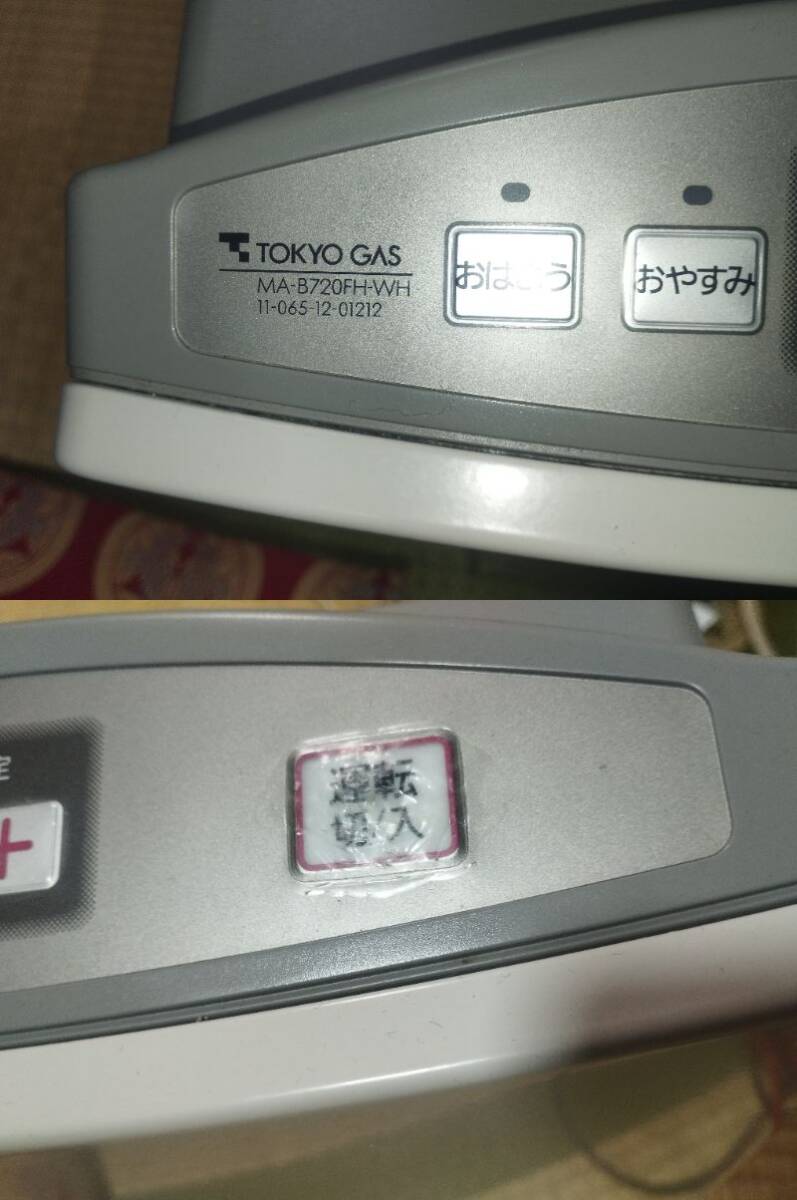 TOKYO GAS
MA-B720FH-WH
11-065-12-01212
おはよう
おやすみ
運転
切/入
+